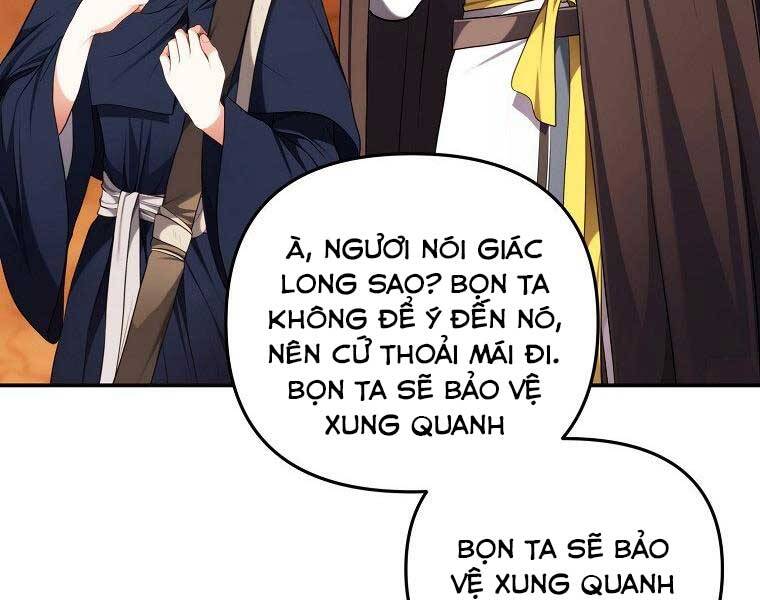 À, NGƯƠI NÓI GIÁC
LONG SAO? BỌN TA
KHÔNG ĐỂ Ý ĐẾN NÓ,
NÊN CỨ THOẢI MÁI ĐI.
BỌN TA SẼ BẢO VỆ
XUNG QUANH
BỌN TA SẼ BẢO
VỆ XUNG QUANH